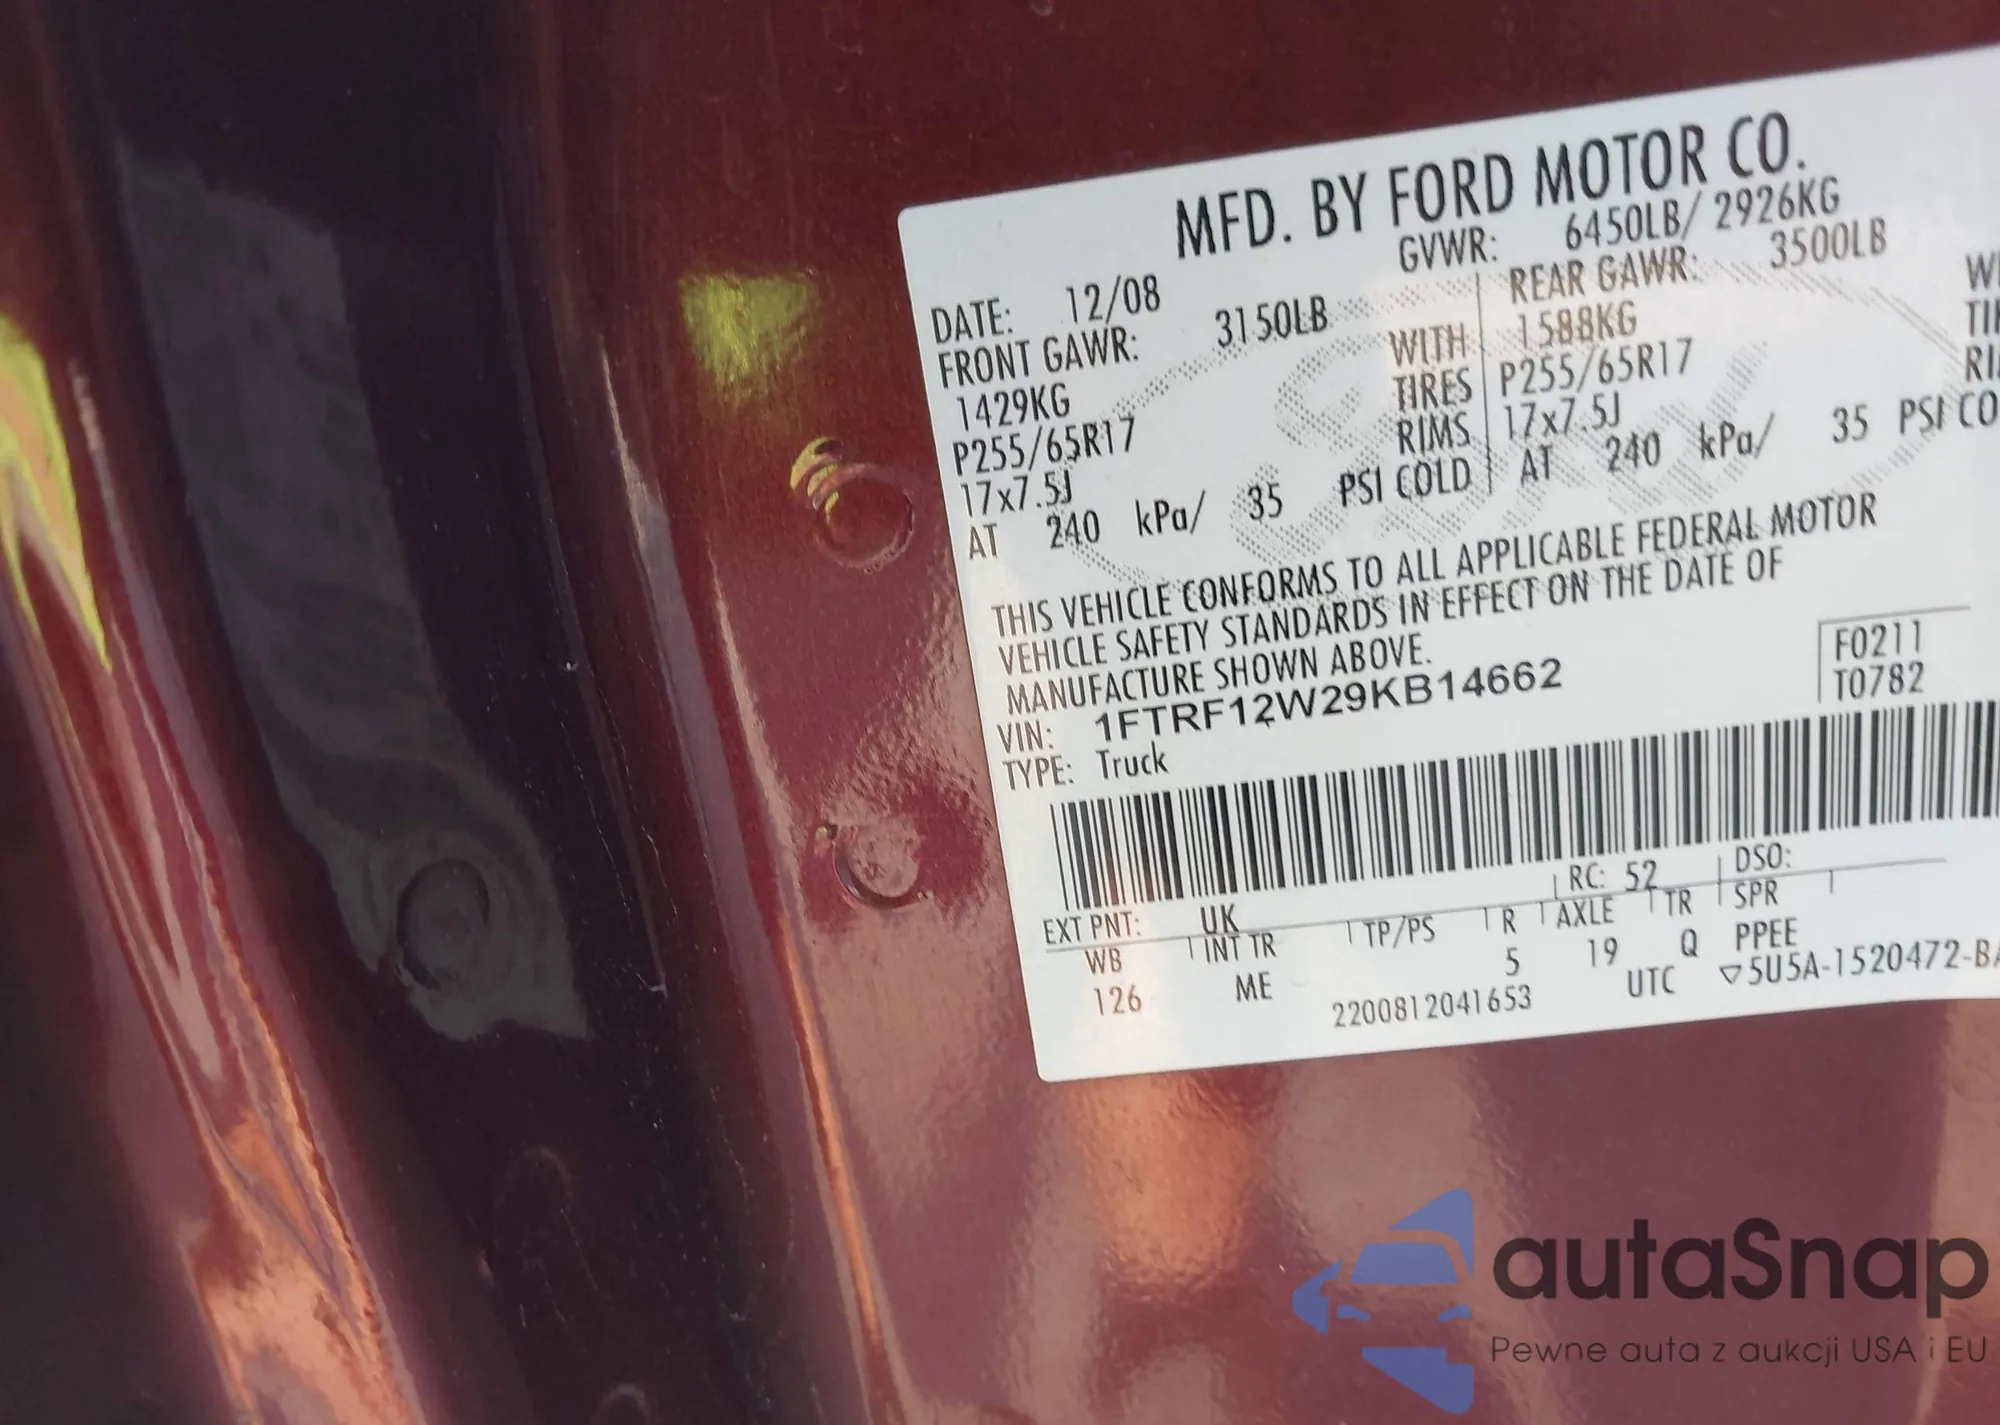 MFD. BY FORD MOTOR CO.
DATE: 12/08 GVWR: 6450LB/ 2926KG
FRONT GAWR: 3150LB REAR GAWR: 3500LB
1429KG WITH 1588KG
P255/65R17 TIRES P255/65R17
17x7.5J RIMS 17x7.5J
AT 240 kPa/ 35 PSI COLD AT 240 kPa/ 35 PSI CO
THIS VEHICLE CONFORMS TO ALL APPLICABLE FEDERAL MOTOR
VEHICLE SAFETY STANDARDS IN EFFECT ON THE DATE OF
MANUFACTURE SHOWN ABOVE.
VIN: 1FTRF12W29KB14662 F0211
TYPE: Truck T0782
EXT PNT: UK RC: 52 DSO:
WB INT TR TP/PS R AXLE TR SPR
126 ME 5 19 Q PPEE
2200812041653 UTC ▽5U5A-1520472-BA
autaSnap
Pewne auta z aukcji USA i EU